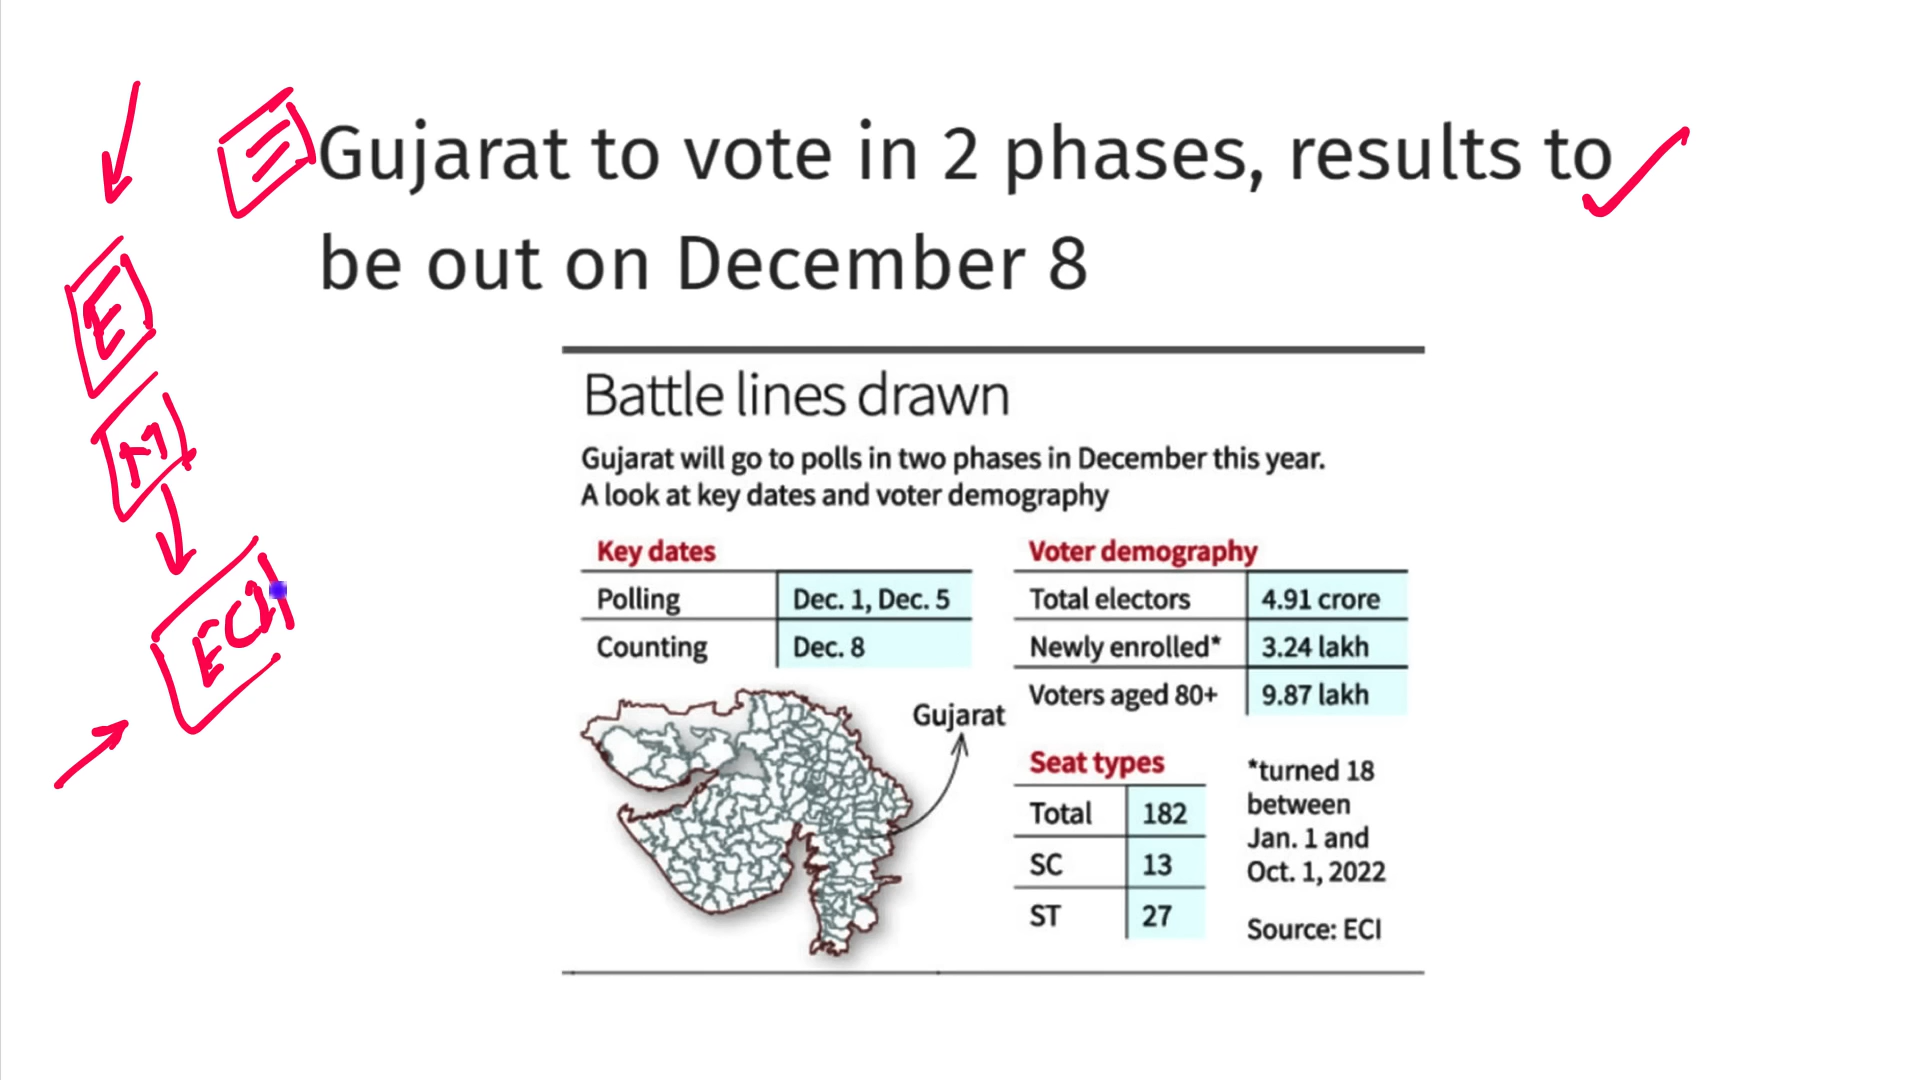 Gujarat to vote in 2 phases, results to
be out on December 8
E
M
ECI
Battle lines drawn
Gujarat will go to polls in two phases in December this year.
A look at key dates and voter demography
Key dates
Polling Dec. 1, Dec. 5
Counting Dec. 8
Gujarat
Voter demography
Total electors 4.91 crore
Newly enrolled* 3.24 lakh
Voters aged 80+ 9.87 lakh
Seat types
Total 182
SC 13
ST 27
*turned 18
between
Jan. 1 and
Oct. 1, 2022
Source: ECI